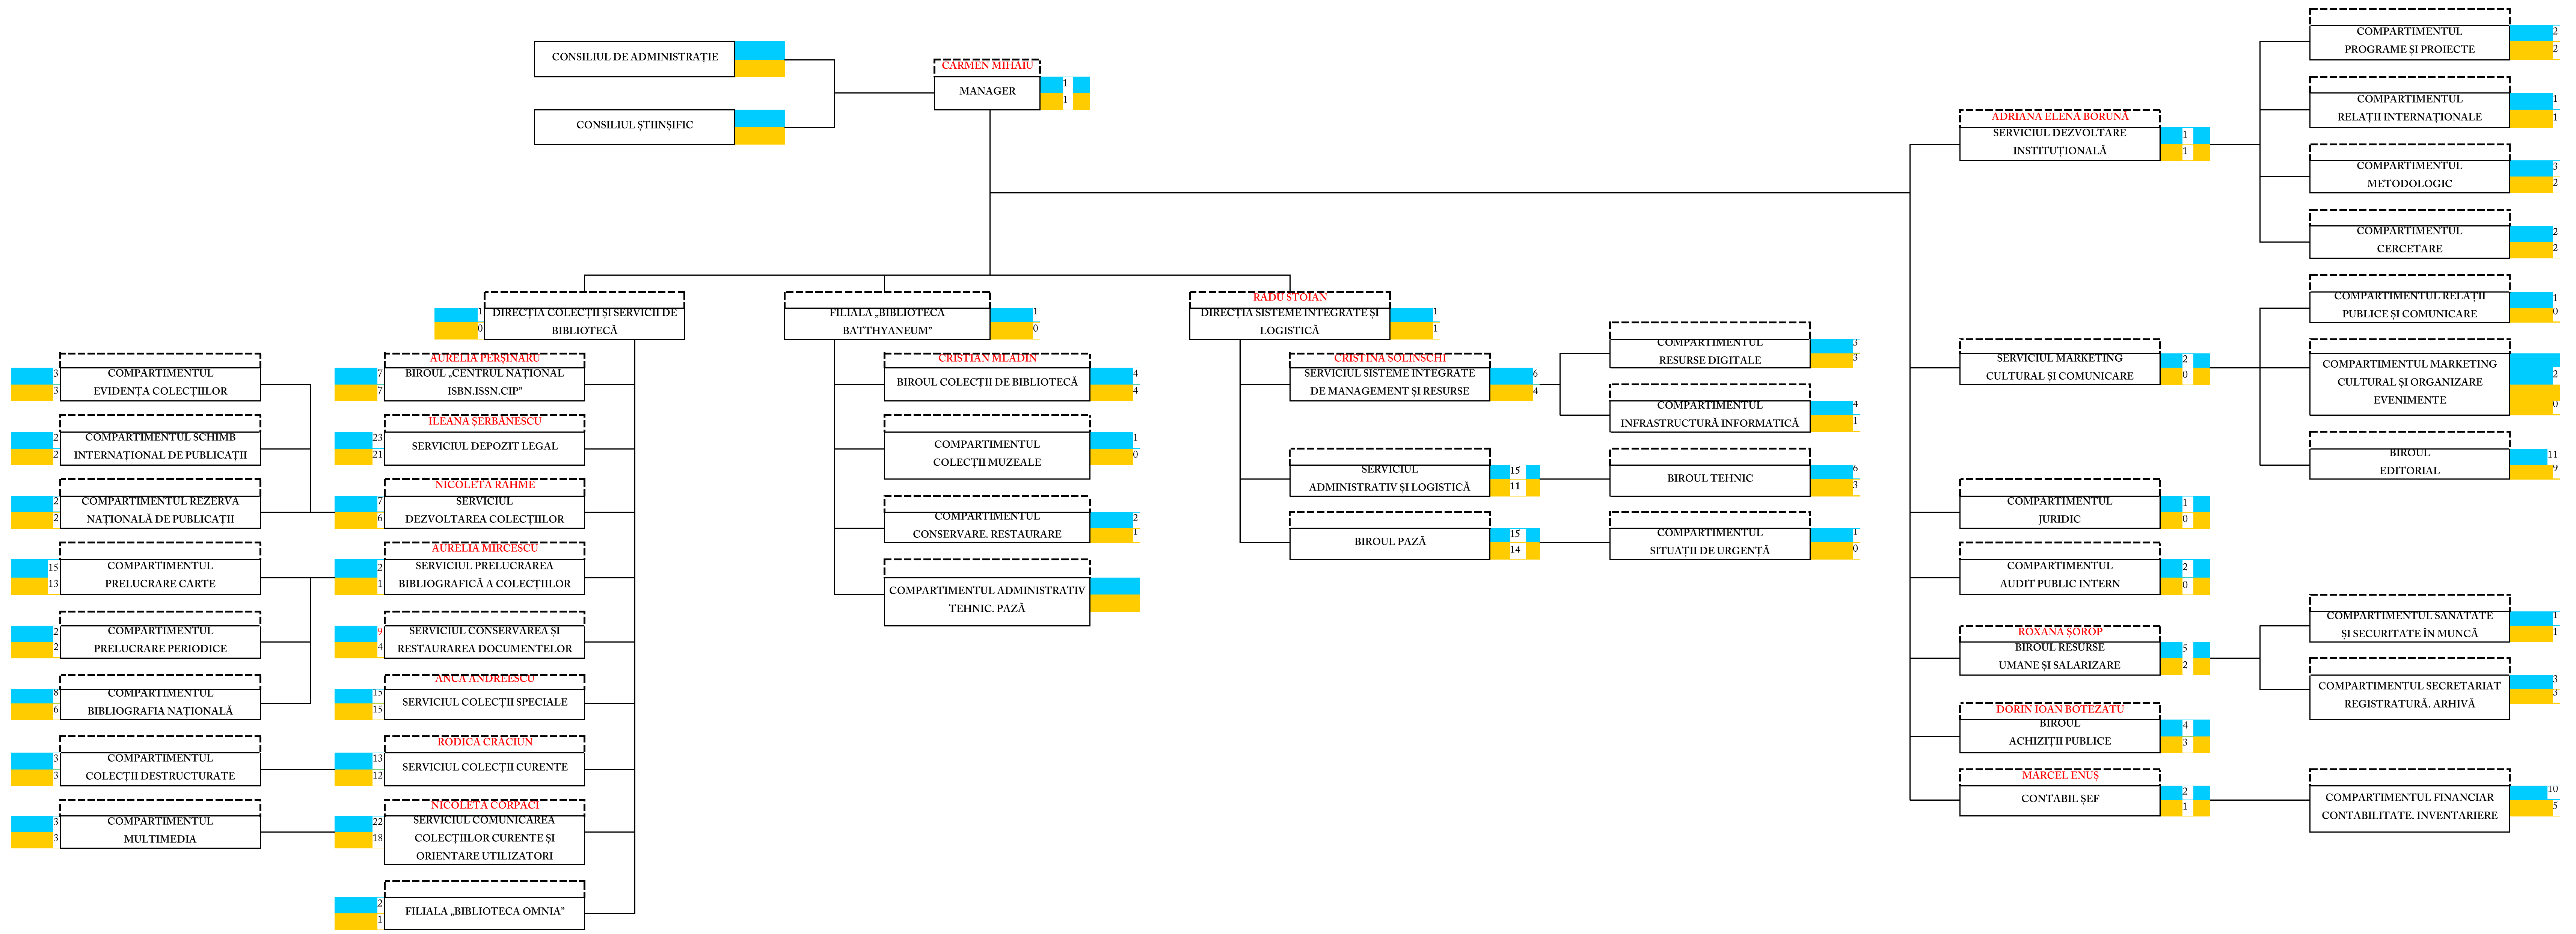 CONSILIUL DE ADMINISTRAȚIE
CONSILIUL ȘTIINȘIFIC
CARMEN MIHAIU
MANAGER
1
1
ADRIANA ELENA BORUNĂ
SERVICIUL DEZVOLTARE
INSTITUȚIONALĂ
1
1
COMPARTIMENTUL
PROGRAME ȘI PROIECTE
2
2
COMPARTIMENTUL
RELAȚII INTERNAȚIONALE
1
1
COMPARTIMENTUL
METODOLOGIC
3
2
COMPARTIMENTUL
CERCETARE
2
2
1
0
DIRECȚIA COLECȚII ȘI SERVICII DE
BIBLIOTECĂ
FILIALA „BIBLIOTECA
BATTHYANEUM”
1
0
RADU STOIAN
DIRECȚIA SISTEME INTEGRATE ȘI
LOGISTICĂ
1
1
3
3
COMPARTIMENTUL
EVIDENȚA COLECȚIILOR
2
2
COMPARTIMENTUL SCHIMB
INTERNAȚIONAL DE PUBLICAȚII
2
2
COMPARTIMENTUL REZERVA
NAȚIONALĂ DE PUBLICAȚII
15
13
COMPARTIMENTUL
PRELUCRARE CARTE
2
2
COMPARTIMENTUL
PRELUCRARE PERIODICE
8
6
COMPARTIMENTUL
BIBLIOGRAFIA NAȚIONALĂ
3
3
COMPARTIMENTUL
COLECȚII DESTRUCTURATE
3
3
COMPARTIMENTUL
MULTIMEDIA
AURELIA PERȘINARU
7
7
BIROUL „CENTRUL NAȚIONAL
ISBN.ISSN.CIP”
ILEANA ȘERBĂNESCU
23
21
SERVICIUL DEPOZIT LEGAL
NICOLETA RAHME
7
6
SERVICIUL
DEZVOLTAREA COLECȚIILOR
AURELIA MIRCESCU
2
1
SERVICIUL PRELUCRAREA
BIBLIOGRAFICĂ A COLECȚIILOR
9
4
SERVICIUL CONSERVAREA ȘI
RESTAURAREA DOCUMENTELOR
ANCA ANDREESCU
15
15
SERVICIUL COLECȚII SPECIALE
RODICA CRĂCIUN
13
12
SERVICIUL COLECȚII CURENTE
NICOLETA CORPACI
22
18
SERVICIUL COMUNICAREA
COLECȚIILOR CURENTE ȘI
ORIENTARE UTILIZATORI
2
1
FILIALA „BIBLIOTECA OMNIA”
CRISTIAN MLADIN
BIROUL COLECȚII DE BIBLIOTECĂ
4
4
COMPARTIMENTUL
COLECȚII MUZEALE
1
0
COMPARTIMENTUL
CONSERVARE. RESTAURARE
2
1
COMPARTIMENTUL ADMINISTRATIV
TEHNIC. PAZĂ
CRISTINA SOLINSCHI
SERVICIUL SISTEME INTEGRATE
DE MANAGEMENT ȘI RESURSE
6
4
SERVICIUL
ADMINISTRATIV ȘI LOGISTICĂ
15
11
BIROUL PAZĂ
15
14
COMPARTIMENTUL
RESURSE DIGITALE
3
3
COMPARTIMENTUL
INFRASTRUCTURĂ INFORMATICĂ
4
1
BIROUL TEHNIC
6
3
COMPARTIMENTUL
SITUAȚII DE URGENȚĂ
1
0
SERVICIUL MARKETING
CULTURAL ȘI COMUNICARE
2
0
COMPARTIMENTUL RELAȚII
PUBLICE ȘI COMUNICARE
1
0
COMPARTIMENTUL MARKETING
CULTURAL ȘI ORGANIZARE
EVENIMENTE
2
0
BIROUL
EDITORIAL
11
9
COMPARTIMENTUL
JURIDIC
1
0
COMPARTIMENTUL
AUDIT PUBLIC INTERN
2
0
ROXANA ȘOROP
BIROUL RESURSE
UMANE ȘI SALARIZARE
5
2
COMPARTIMENTUL SĂNĂTATE
ȘI SECURITATE ÎN MUNCĂ
1
1
COMPARTIMENTUL SECRETARIAT
REGISTRATURĂ. ARHIVĂ
3
3
DORIN IOAN BOTEZATU
BIROUL
ACHIZIȚII PUBLICE
4
3
MARCEL ENUȘ
CONTABIL ȘEF
2
1
COMPARTIMENTUL FINANCIAR
CONTABILITATE. INVENTARIERE
10
5